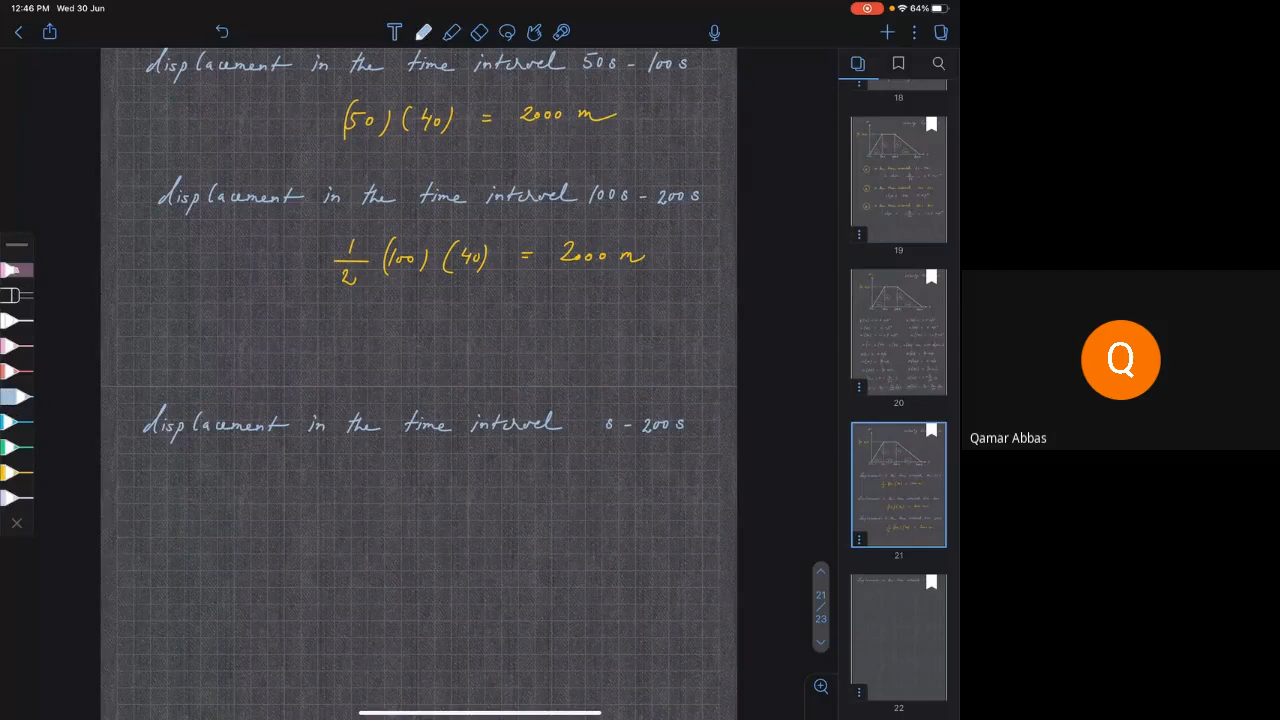 12:46 PM Wed 30 Jun
64%
displacement in the time interval 50s - 100s
(50) (40) = 2000 m
displacement in the time interval 100s - 200s
1/2 (100) (40) = 2000 m
displacement in the time interval s - 200s
18
19
20
21
22
21
/
23
Q
Qamar Abbas